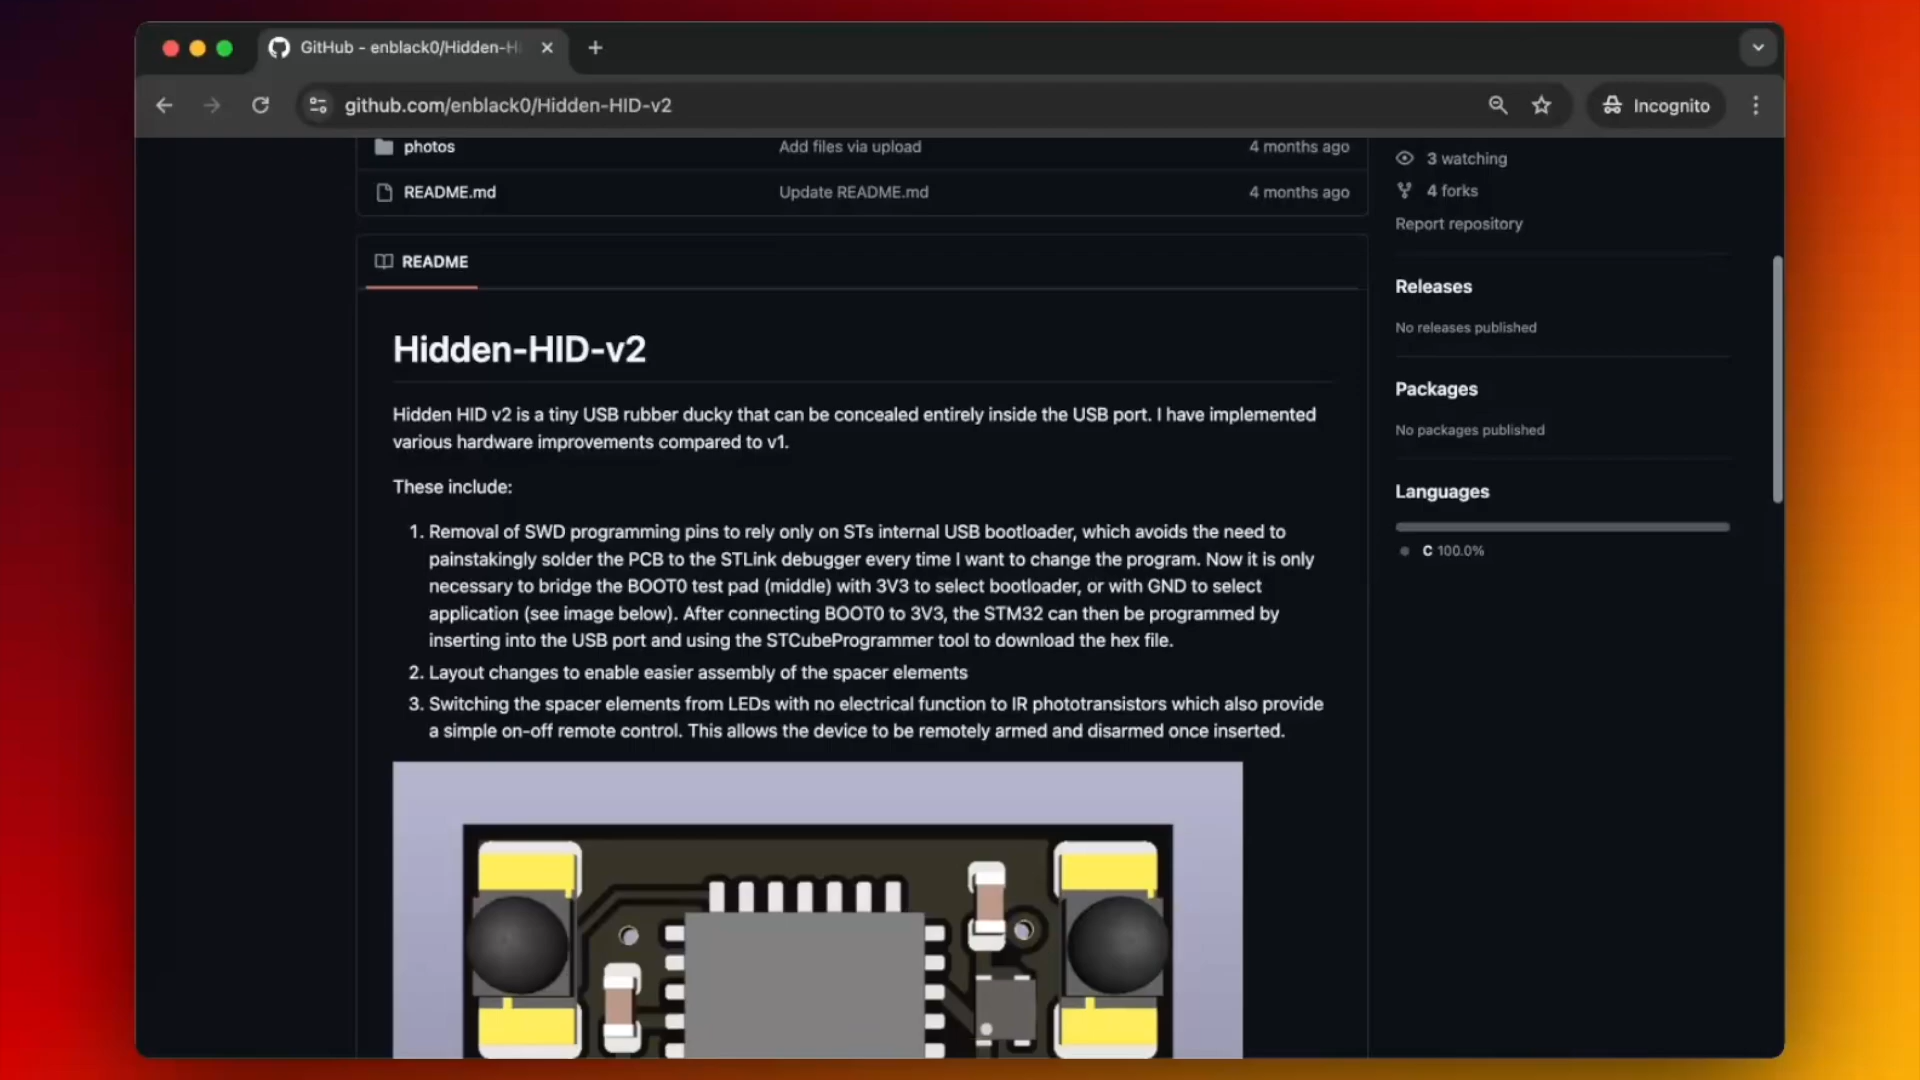 GitHub - enblack0/Hidden-HI
github.com/enblack0/Hidden-HID-v2
Incognito
photos
Add files via upload
4 months ago
README.md
Update README.md
4 months ago
3 watching
4 forks
Report repository
README
Releases
No releases published
Hidden-HID-v2
Packages
No packages published
Hidden HID v2 is a tiny USB rubber ducky that can be concealed entirely inside the USB port. I have implemented
various hardware improvements compared to v1.
These include:
Languages
C 100.0%
1. Removal of SWD programming pins to rely only on STs internal USB bootloader, which avoids the need to
painstakingly solder the PCB to the STLink debugger every time I want to change the program. Now it is only
necessary to bridge the BOOT0 test pad (middle) with 3V3 to select bootloader, or with GND to select
application (see image below). After connecting BOOT0 to 3V3, the STM32 can then be programmed by
inserting into the USB port and using the STCubeProgrammer tool to download the hex file.
2. Layout changes to enable easier assembly of the spacer elements
3. Switching the spacer elements from LEDs with no electrical function to IR phototransistors which also provide
a simple on-off remote control. This allows the device to be remotely armed and disarmed once inserted.